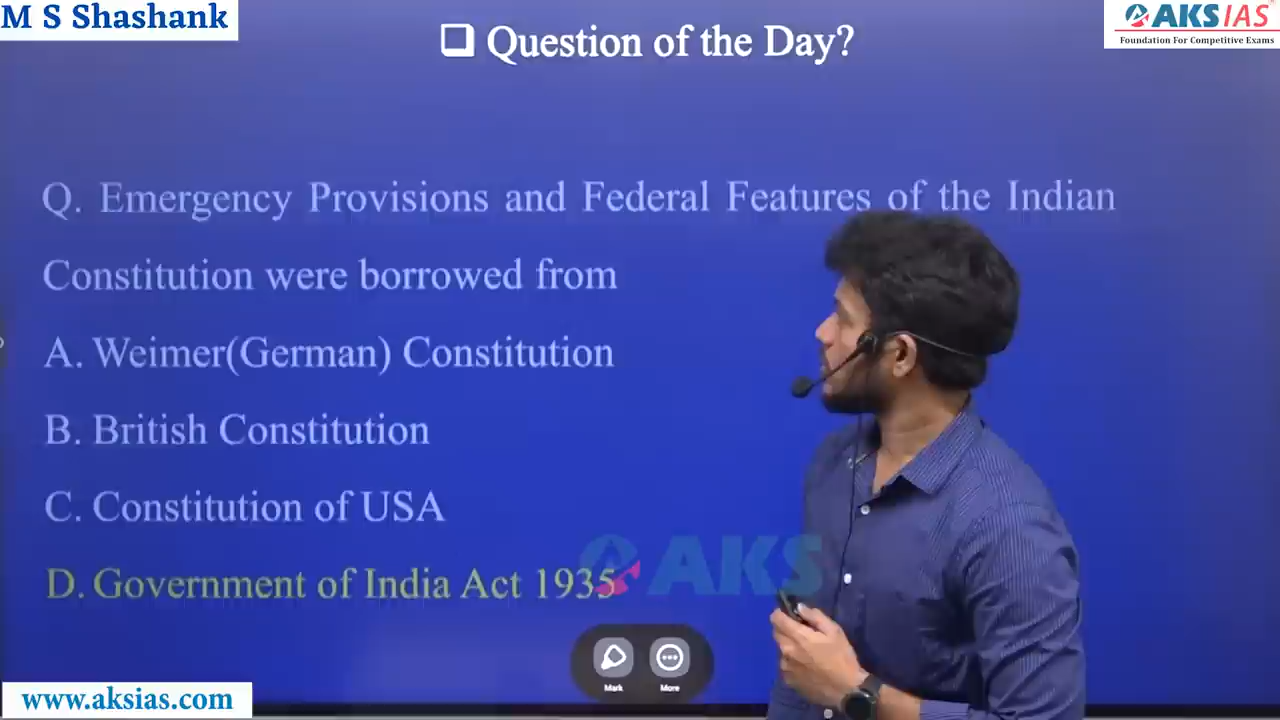 M S Shashank
AKS IAS
Foundation For Competitive Exams
❑ Question of the Day?
Q. Emergency Provisions and Federal Features of the Indian
Constitution were borrowed from
A. Weimer(German) Constitution
B. British Constitution
C. Constitution of USA
D. Government of India Act 1935
AKS
Mark
More
www.aksias.com